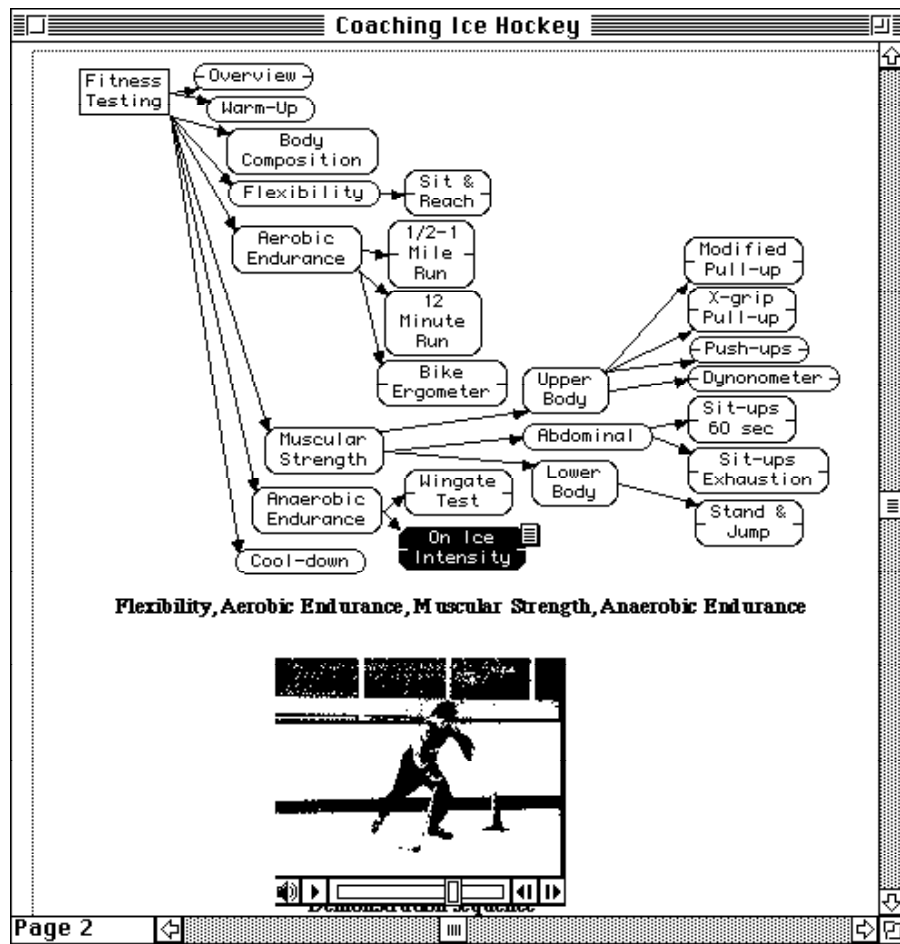 Coaching Ice Hockey
Fitness
Testing
Overview
Warm-Up
Body
Composition
Flexibility
Sit &
Reach
Aerobic
Endurance
1/2-1
Mile
Run
12
Minute
Run
Bike
Ergometer
Muscular
Strength
Upper
Body
Modified
Pull-up
X-grip
Pull-up
Push-ups
Dynonometer
Abdominal
Sit-ups
60 sec
Sit-ups
Exhaustion
Lower
Body
Stand &
Jump
Anaerobic
Endurance
Wingate
Test
On Ice
Intensity
Cool-down
Flexibility, Aerobic Endurance, Muscular Strength, Anaerobic Endurance
Demonstration sequence
Page 2